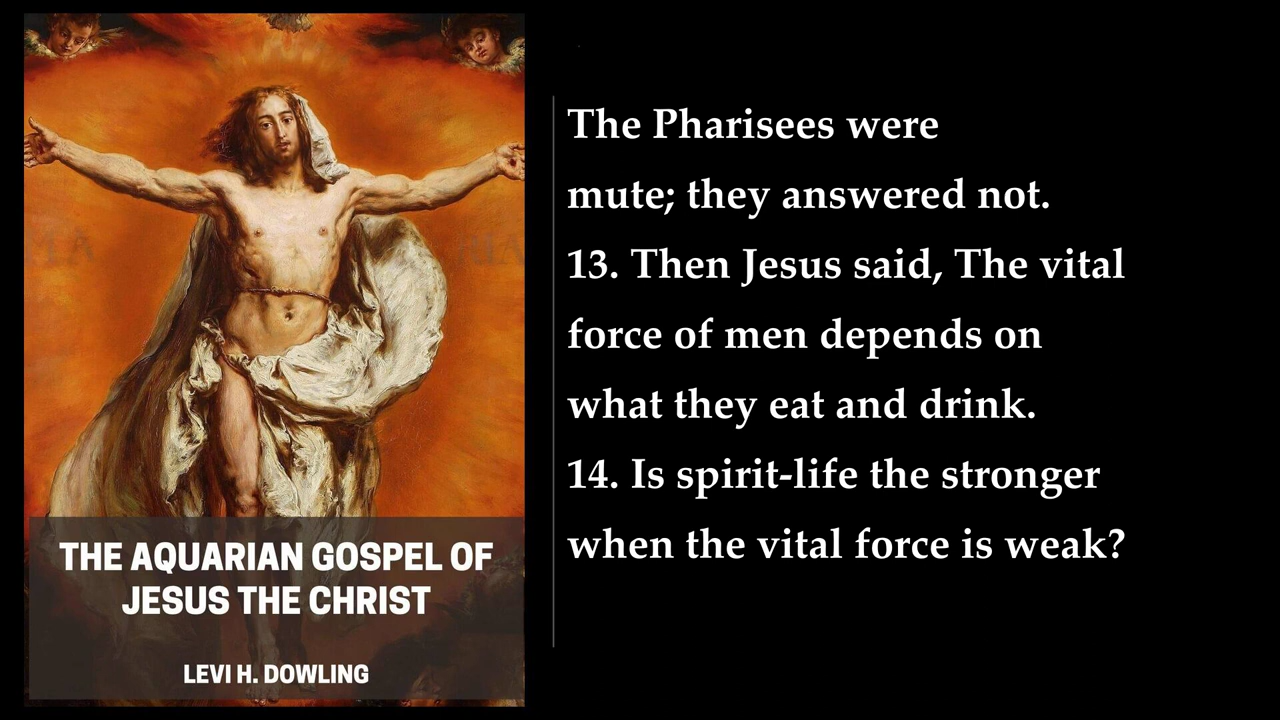 THE AQUARIAN GOSPEL OF
JESUS THE CHRIST
LEVI H. DOWLING
The Pharisees were
mute; they answered not.
13. Then Jesus said, The vital
force of men depends on
what they eat and drink.
14. Is spirit-life the stronger
when the vital force is weak?